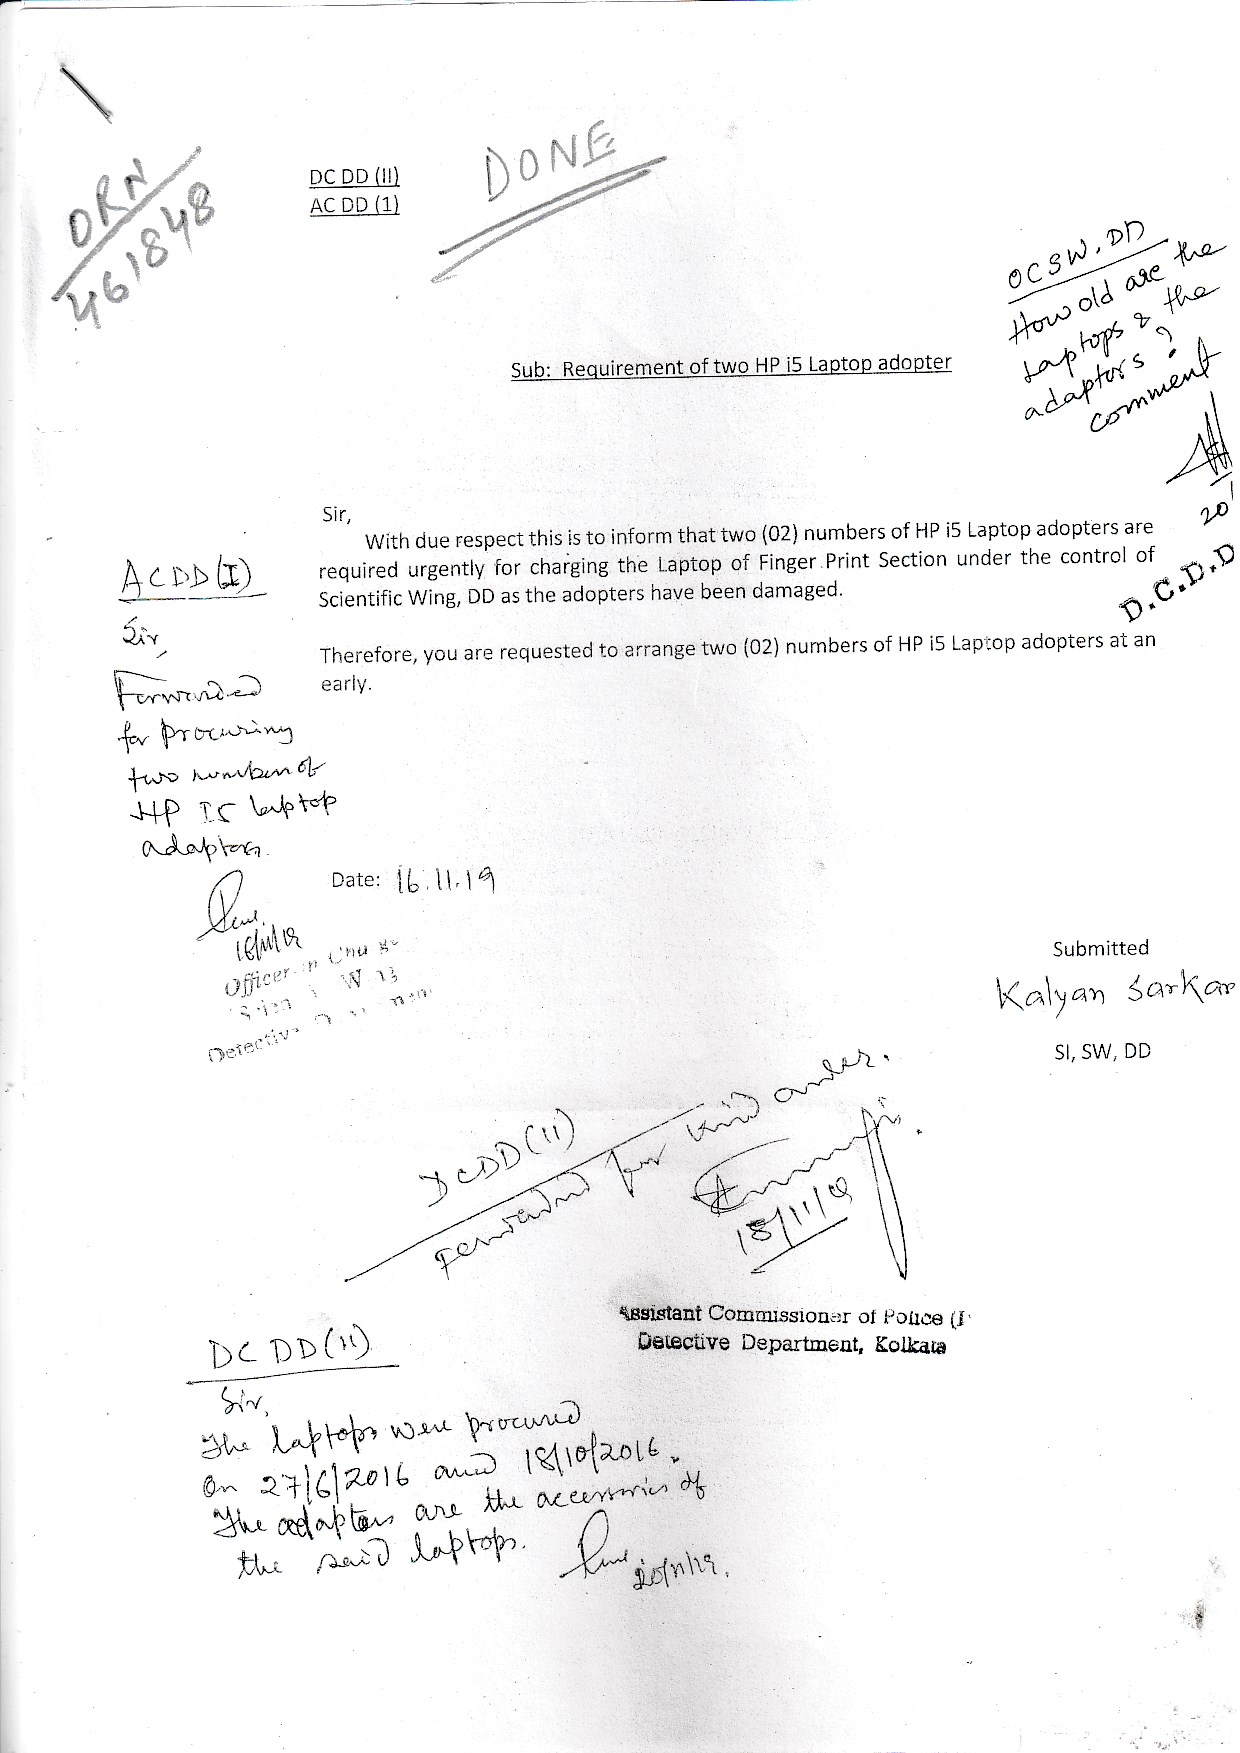 ORN
461848
DC DD (II)
AC DD (1)
DONE
OCSW, DD
How old are the
Laptops & the
adaptors?
comment
20
D.C.D.D
Sub: Requirement of two HP i5 Laptop adopter
Sir,
With due respect this is to inform that two (02) numbers of HP i5 Laptop adopters are
required urgently for charging the Laptop of Finger Print Section under the control of
Scientific Wing, DD as the adopters have been damaged.
Therefore, you are requested to arrange two (02) numbers of HP i5 Laptop adopters at an
early.
ACDD(I)
Sir,
Forwarded
for procuring
two number of
HP I5 laptop
adaptors.
16/11/19
Officer in
Detective
Date: 16.11.19
Submitted
Kalyan Sarkar
SI, SW, DD
DCDD(II)
Forwarded for kind order.
18/11/19
Assistant Commissioner of Police (I
Detective Department, Kolkata
DC DD(II)
Sir,
The laptops were procured
On 27/6/2016 and 18/10/2016.
The adaptors are the accessories of
the said laptops.
20/11/19.